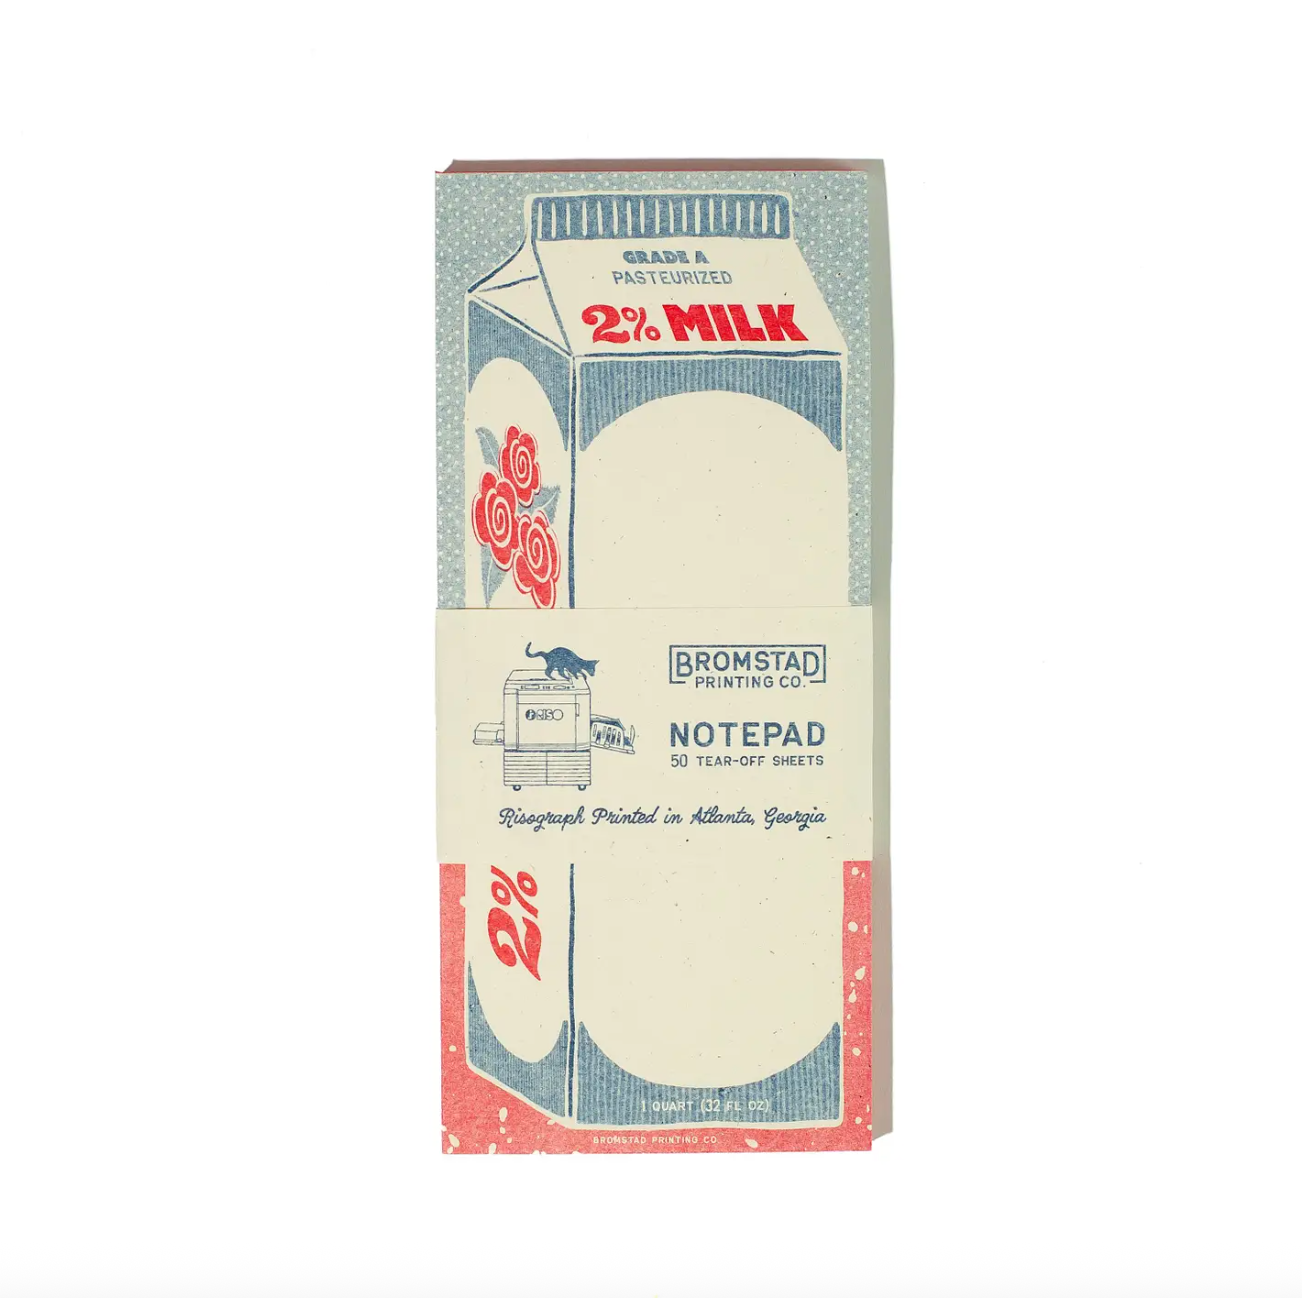 GRADE A
PASTEURIZED
2% MILK
RISO
BROMSTAD
PRINTING CO.
NOTEPAD
50 TEAR-OFF SHEETS
Risograph Printed in Atlanta, Georgia
2%
1 QUART (32 FL OZ)
BROMSTAD PRINTING CO.